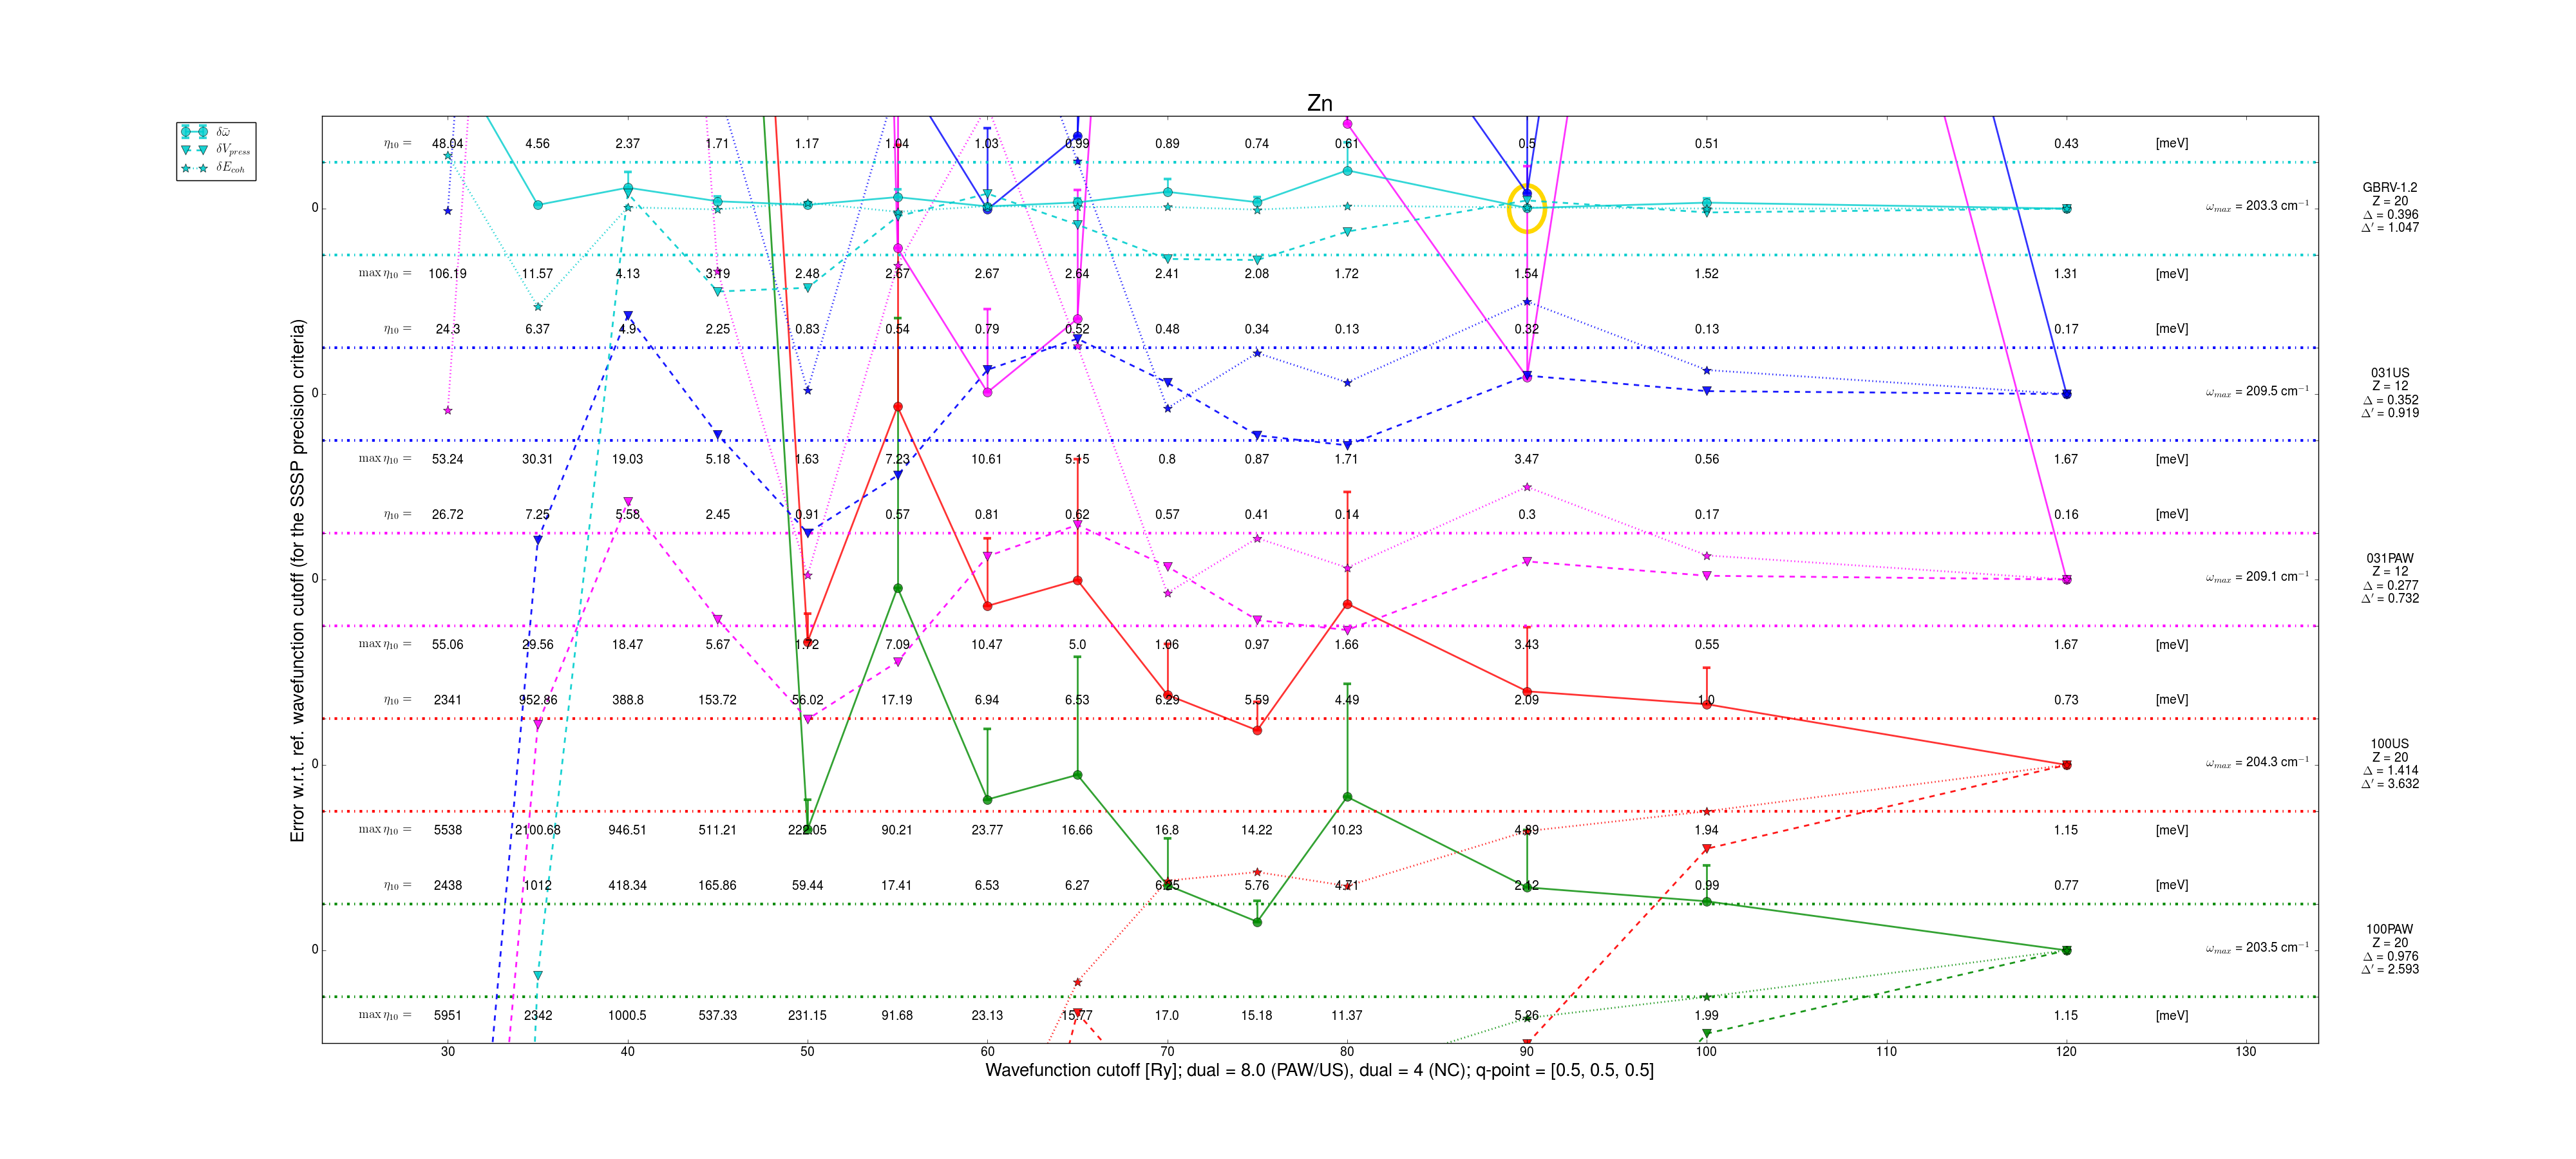 Zn
δω̄
δV_press
δE_coh
η₁₀ = 48.04 4.56 2.37 1.71 1.17 1.04 1.03 0.99 0.89 0.74 0.61 0.5 0.51 0.43 [meV]
0 ω_max = 203.3 cm⁻¹
GBRV-1.2
Z = 20
Δ = 0.396
Δ′ = 1.047
max η₁₀ = 106.19 11.57 4.13 3.19 2.48 2.67 2.67 2.64 2.41 2.08 1.72 1.54 1.52 1.31 [meV]
η₁₀ = 24.3 6.37 4.9 2.25 0.83 0.54 0.79 0.52 0.48 0.34 0.13 0.32 0.13 0.17 [meV]
0 ω_max = 209.5 cm⁻¹
031US
Z = 12
Δ = 0.352
Δ′ = 0.919
max η₁₀ = 53.24 30.31 19.03 5.18 1.63 7.23 10.61 5.15 0.8 0.87 1.71 3.47 0.56 1.67 [meV]
η₁₀ = 26.72 7.25 5.58 2.45 0.91 0.57 0.81 0.62 0.57 0.41 0.14 0.3 0.17 0.16 [meV]
0 ω_max = 209.1 cm⁻¹
031PAW
Z = 12
Δ = 0.277
Δ′ = 0.732
max η₁₀ = 55.06 29.56 18.47 5.67 1.72 7.09 10.47 5.0 1.06 0.97 1.66 3.43 0.55 1.67 [meV]
η₁₀ = 2341 952.86 388.8 153.72 56.02 17.19 6.94 6.53 6.29 5.59 4.49 2.09 1.0 0.73 [meV]
0 ω_max = 204.3 cm⁻¹
100US
Z = 20
Δ = 1.414
Δ′ = 3.632
max η₁₀ = 5538 2100.68 946.51 511.21 222.05 90.21 23.77 16.66 16.8 14.22 10.23 4.89 1.94 1.15 [meV]
η₁₀ = 2438 1012 418.34 165.86 59.44 17.41 6.53 6.27 6.25 5.76 4.71 2.12 0.99 0.77 [meV]
0 ω_max = 203.5 cm⁻¹
100PAW
Z = 20
Δ = 0.976
Δ′ = 2.593
max η₁₀ = 5951 2342 1000.5 537.33 231.15 91.68 23.13 15.77 17.0 15.18 11.37 5.26 1.99 1.15 [meV]
30 40 50 60 70 80 90 100 110 120 130
Wavefunction cutoff [Ry]; dual = 8.0 (PAW/US), dual = 4 (NC); q-point = [0.5, 0.5, 0.5]
Error w.r.t. ref. wavefunction cutoff (for the SSSP precision criteria)